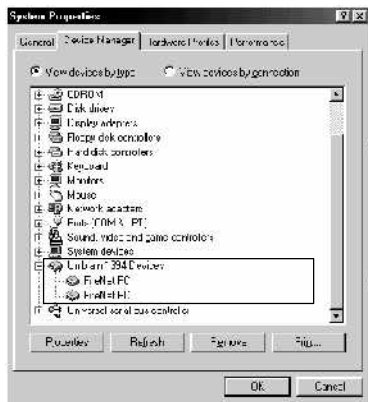 System Properties
General Device Manager Hardware Profiles Performance
View devices by type View devices by connection
CDROM
Disk drives
Display adapters
Floppy disk controllers
Hard disk controllers
Keyboard
Monitors
Mouse
Network adapters
Ports (COM & LPT)
Sound, video and game controllers
System devices
Unibrain 1394 Devices
FireNet PC
FireNet
Universal serial bus controller
Properties Refresh Remove Print...
OK Cancel